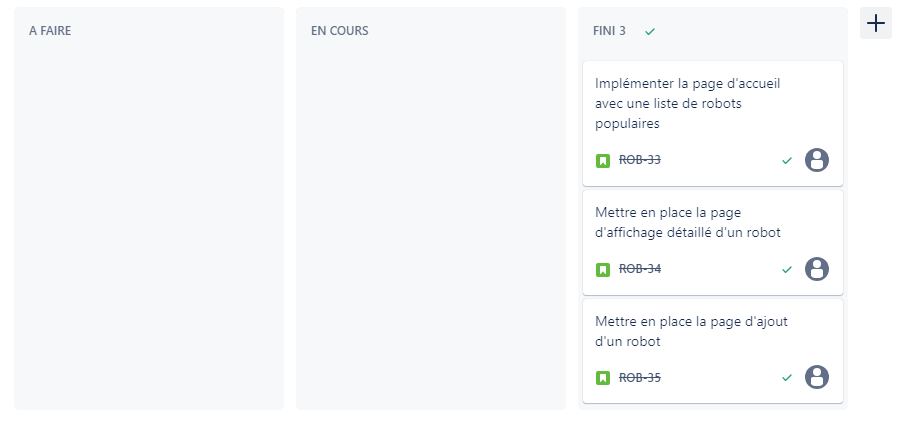 A FAIRE
EN COURS
FINI 3
Implémenter la page d'accueil
avec une liste de robots
populaires
ROB-33
Mettre en place la page
d'affichage détaillé d'un robot
ROB-34
Mettre en place la page d'ajout
d'un robot
ROB-35